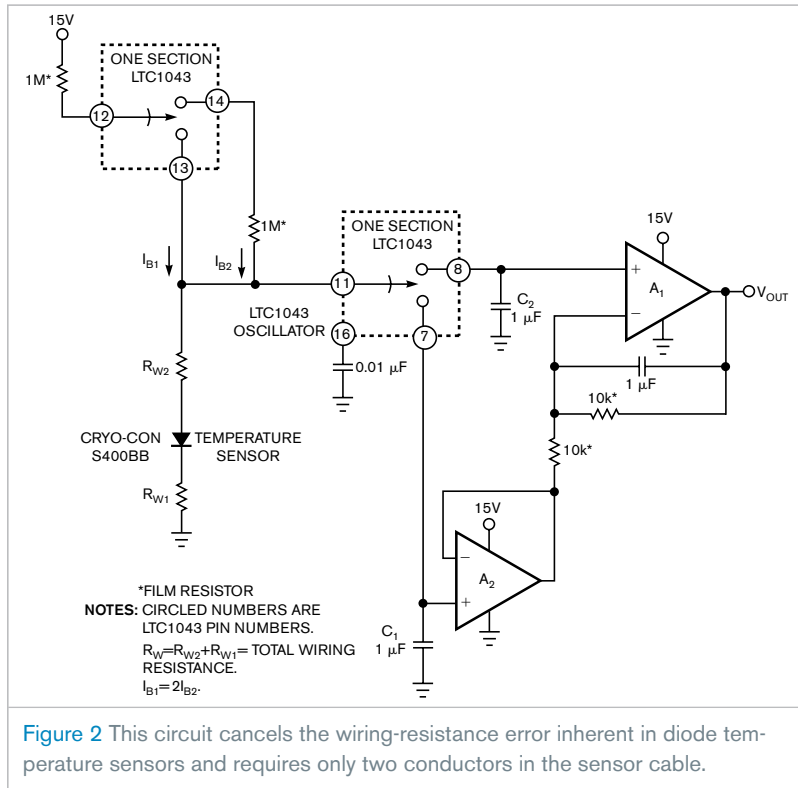 15V
1M*
ONE SECTION
LTC1043
12
14
13
1M*
IB1
IB2
ONE SECTION
LTC1043
11
8
16
7
LTC1043
OSCILLATOR
0.01 µF
C2
1 µF
15V
+
A1
−
VOUT
1 µF
10k*
10k*
RW2
CRYO-CON
S400BB
TEMPERATURE
SENSOR
RW1
15V
−
A2
+
C1
1 µF
*FILM RESISTOR
NOTES: CIRCLED NUMBERS ARE
LTC1043 PIN NUMBERS.
RW=RW2+RW1= TOTAL WIRING
RESISTANCE.
IB1=2IB2.
Figure 2 This circuit cancels the wiring-resistance error inherent in diode tem-
perature sensors and requires only two conductors in the sensor cable.